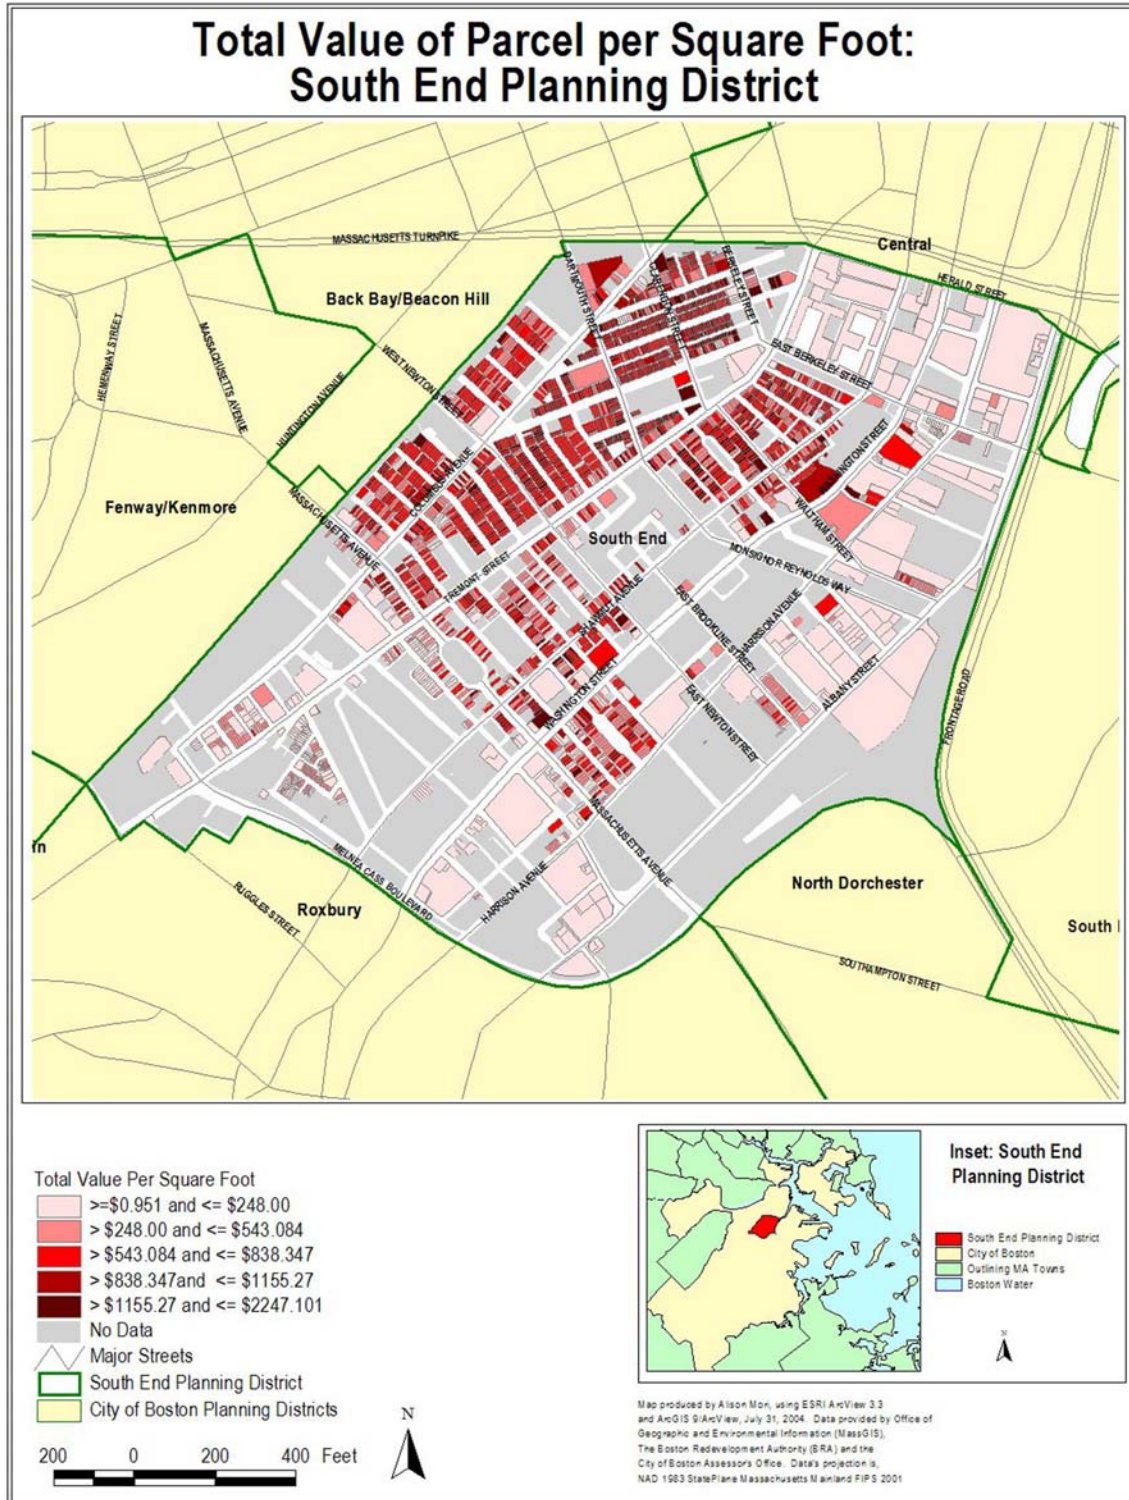 Total Value of Parcel per Square Foot:
South End Planning District
Central
MASSACHUSETTS TURNPIKE
HERALD STREET
Back Bay/Beacon Hill
DARTMOUTH STREET
CLARENDON STREET
BERKELEY STREET
HEMENWAY STREET
MASSACHUSETTS AVENUE
HUNTINGTON AVENUE
WEST NEWTON STREET
EAST BERKELEY STREET
COLUMBUS AVENUE
INGTON STREET
Fenway/Kenmore
MASSACHUSETTS AVENUE
South End
WALTHAM STREET
MONSIGNOR REYNOLDS WAY
TREMONT STREET
SHAWMUT AVENUE
EAST BROOKLINE STREET
HARRISON AVENUE
WASHINGTON STREET
EAST NEWTON STREET
ALBANY STREET
FRONTAGE ROAD
MASSACHUSETTS AVENUE
MELNEA CASS BOULEVARD
HARRISON AVENUE
rn
RUGGLES STREET
Roxbury
North Dorchester
South
SOUTHAMPTON STREET
Total Value Per Square Foot
>=$0.951 and <= $248.00
> $248.00 and <= $543.084
> $543.084 and <= $838.347
> $838.347and <= $1155.27
> $1155.27 and <= $2247.101
No Data
Major Streets
South End Planning District
City of Boston Planning Districts
200 0 200 400 Feet
N
Inset: South End
Planning District
South End Planning District
City of Boston
Outlining MA Towns
Boston Water
N
Map produced by Alison Mori, using ESRI ArcView 3.3
and ArcGIS 9/ArcView, July 31, 2004. Data provided by Office of
Geographic and Environmental Information (MassGIS),
The Boston Redevelopment Authority (BRA) and the
City of Boston Assessor's Office. Data's projection is,
NAD 1983 StatePlane Massachusetts Mainland FIPS 2001